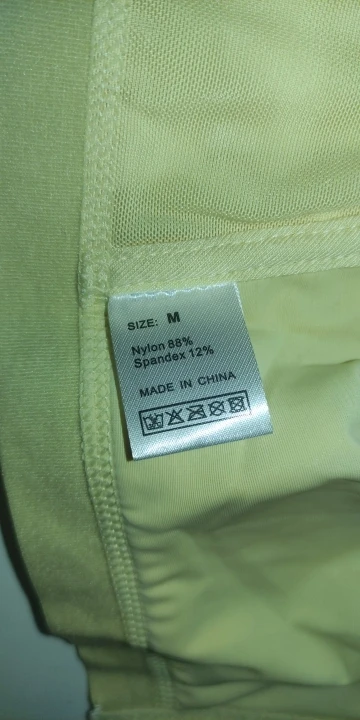 SIZE: M
Nylon 88%
Spandex 12%
MADE IN CHINA